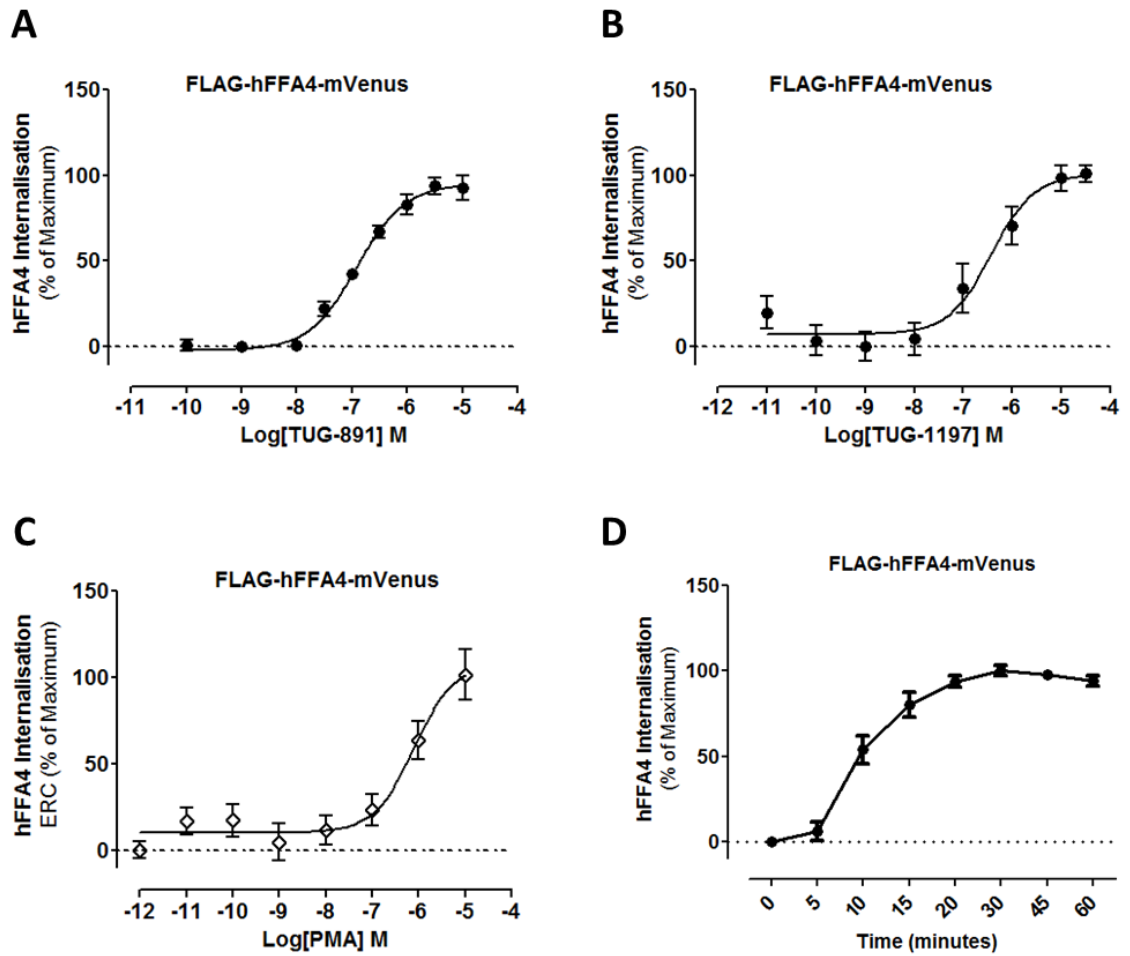 A
FLAG-hFFA4-mVenus
hFFA4 Internalisation
(% of Maximum)
150
100
50
0
-11 -10 -9 -8 -7 -6 -5 -4
Log[TUG-891] M
B
FLAG-hFFA4-mVenus
hFFA4 Internalisation
(% of Maximum)
150
100
50
0
-12 -11 -10 -9 -8 -7 -6 -5 -4
Log[TUG-1197] M
C
FLAG-hFFA4-mVenus
hFFA4 Internalisation
ERC (% of Maximum)
150
100
50
0
-12 -11 -10 -9 -8 -7 -6 -5 -4
Log[PMA] M
D
FLAG-hFFA4-mVenus
hFFA4 Internalisation
(% of Maximum)
150
100
50
0
0 5 10 15 20 30 45 60
Time (minutes)